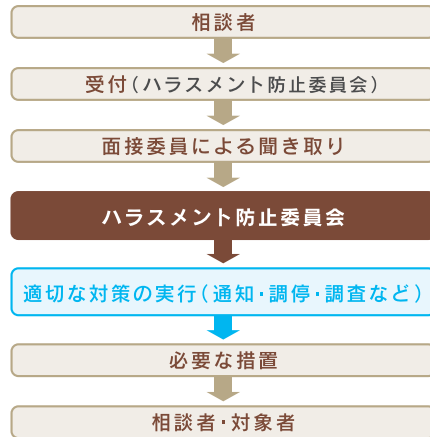 相談者
受付（ハラスメント防止委員会）
面接委員による聞き取り
ハラスメント防止委員会
適切な対策の実行（通知・調停・調査など）
必要な措置
相談者・対象者